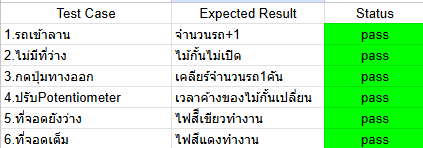 Test Case Expected Result Status
1.รถเข้าลาน จำนวนรถ+1 pass
2.ไม่มีที่ว่าง ไม้กั้นไม่เปิด pass
3.กดปุ่มทางออก เคลียร์จำนวนรถ1คัน pass
4.ปรับPotentiometer เวลาค้างของไม้กั้นเปลี่ยน pass
5.ที่จอดยังว่าง ไฟสีเขียวทำงาน pass
6.ที่จอดเต็ม ไฟสีแดงทำงาน pass